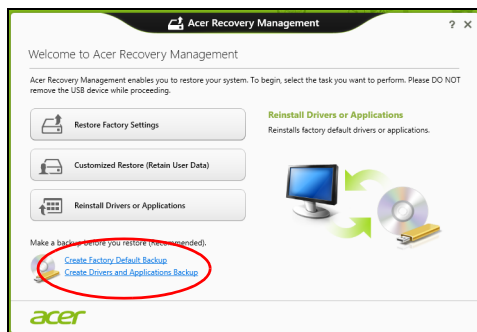 Acer Recovery Management
? X
Welcome to Acer Recovery Management
Acer Recovery Management enables you to restore your system. To begin, select the task you want to perform. Please DO NOT
remove the USB device while proceeding.
Restore Factory Settings
Customized Restore (Retain User Data)
Reinstall Drivers or Applications
Reinstall Drivers or Applications
Reinstalls factory default drivers or applications.
Make a backup before you restore (Recommended).
Create Factory Default Backup
Create Drivers and Applications Backup
acer